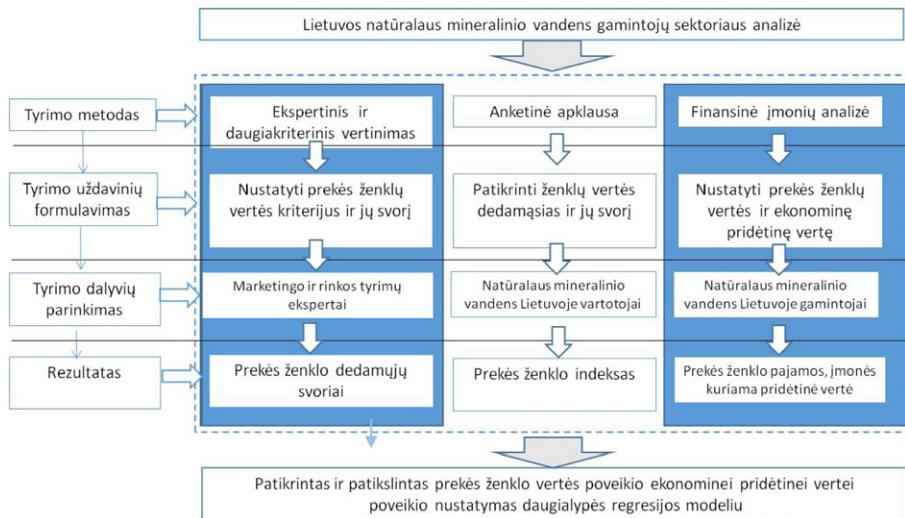 Lietuvos natūralaus mineralinio vandens gamintojų sektoriaus analizė
Tyrimo metodas
Ekspertinis ir
daugiakriterinis vertinimas
Anketinė apklausa
Finansinė įmonių analizė
Tyrimo uždavinių
formulavimas
Nustatyti prekės ženklų
vertės kriterijus ir jų svorį
Patikrinti ženklų vertės
dedamąsias ir jų svorį
Nustatyti prekės ženklų
vertės ir ekonominę
pridėtinę vertę
Tyrimo dalyvių
parinkimas
Marketingo ir rinkos tyrimų
ekspertai
Natūralaus mineralinio
vandens Lietuvoje vartotojai
Natūralaus mineralinio
vandens Lietuvoje gamintojai
Rezultatas
Prekės ženklo dedamųjų
svoriai
Prekės ženklo indeksas
Prekės ženklo pajamos, įmonės
kuriama pridėtinė vertė
Patikrintas ir patikslintas prekės ženklo vertės poveikio ekonominei pridėtinei vertei
poveikio nustatymas daugialypės regresijos modeliu